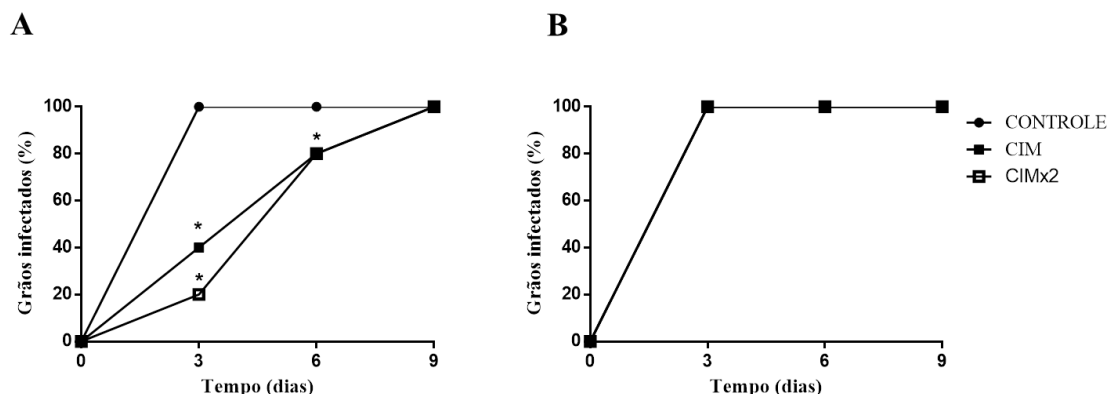 A
B
Grãos infectados (%)
100
80
60
40
20
0
*
*
*
0
3
6
9
Tempo (dias)
Grãos infectados (%)
100
80
60
40
20
0
0
3
6
9
Tempo (dias)
CONTROLE
CIM
CIMx2